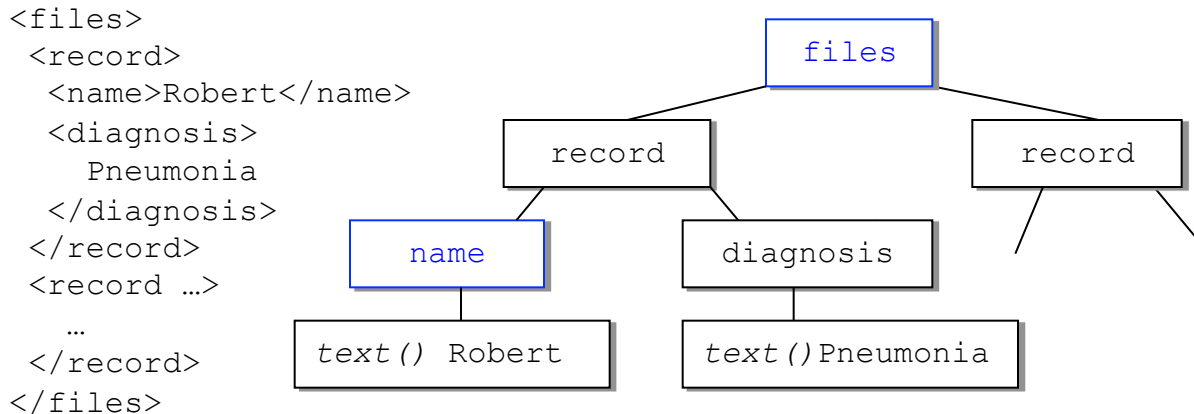 <files>
<record>
<name>Robert</name>
<diagnosis>
Pneumonia
</diagnosis>
</record>
<record …>
…
</record>
</files>
files
record
record
name
diagnosis
text() Robert
text()Pneumonia